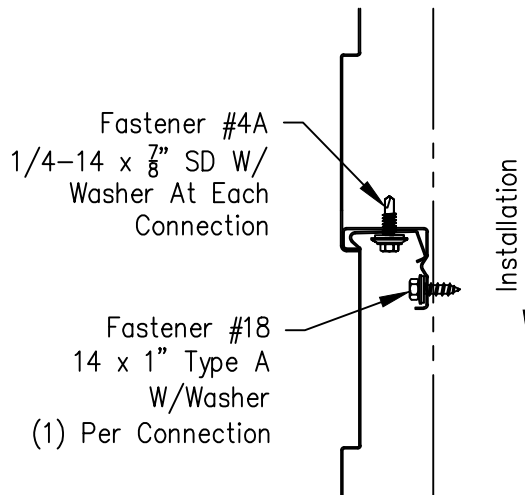 Fastener #4A
1/4-14 x 7/8" SD W/
Washer At Each
Connection
Fastener #18
14 x 1" Type A
W/Washer
(1) Per Connection
Installation